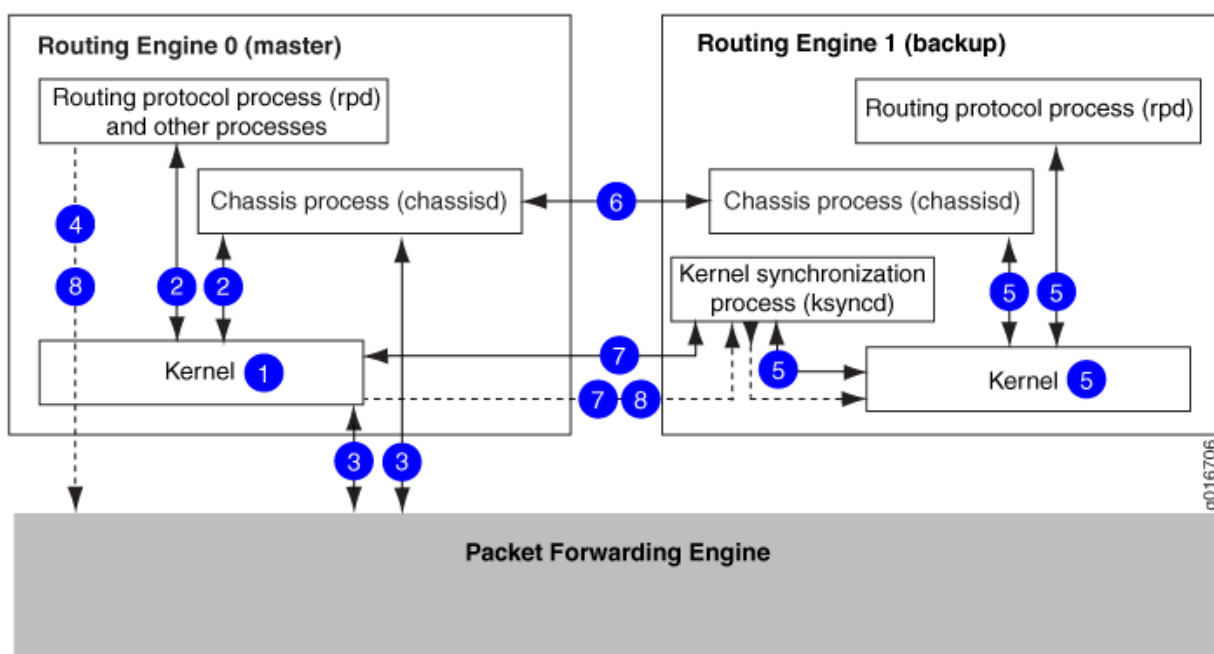 Routing Engine 0 (master)
Routing protocol process (rpd)
and other processes
Chassis process (chassisd)
4
8
2
2
Kernel 1
3
3
6
7
7
8
Routing Engine 1 (backup)
Routing protocol process (rpd)
Chassis process (chassisd)
Kernel synchronization
process (ksyncd)
5
5
5
Kernel 5
g016706
Packet Forwarding Engine